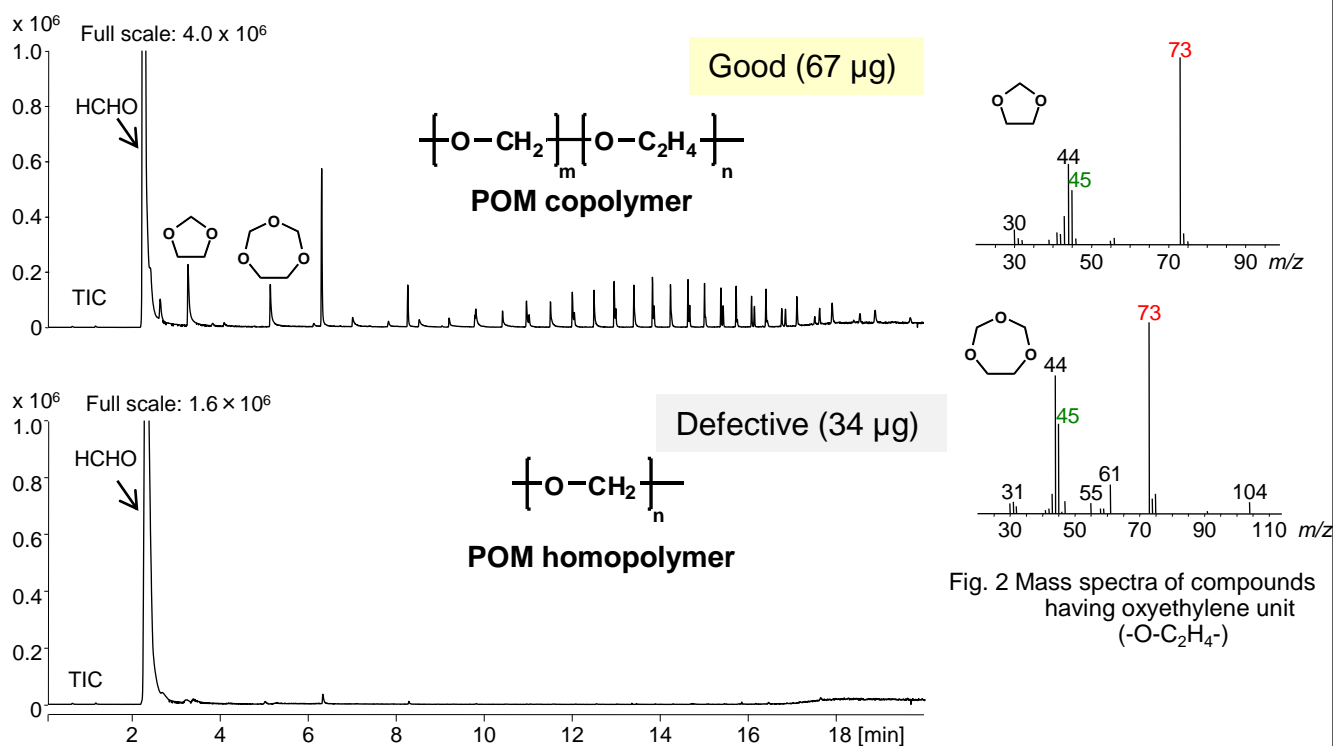 x 10⁶
Full scale: 4.0 x 10⁶
1.0
0.8
0.6
0.4
0.2
0
HCHO
TIC
Good (67 µg)
O–CH₂ m O–C₂H₄ n
POM copolymer
O O
O O O
x 10⁶
Full scale: 1.6 × 10⁶
1.0
0.8
0.6
0.4
0.2
0
HCHO
TIC
Defective (34 µg)
O–CH₂ n
POM homopolymer
2 4 6 8 10 12 14 16 18 [min]
O O
73
44
45
30
30 50 70 90 m/z
O O O
73
44
45
61
31
55
104
30 50 70 90 110 m/z
Fig. 2 Mass spectra of compounds
having oxyethylene unit
(-O-C₂H₄-)